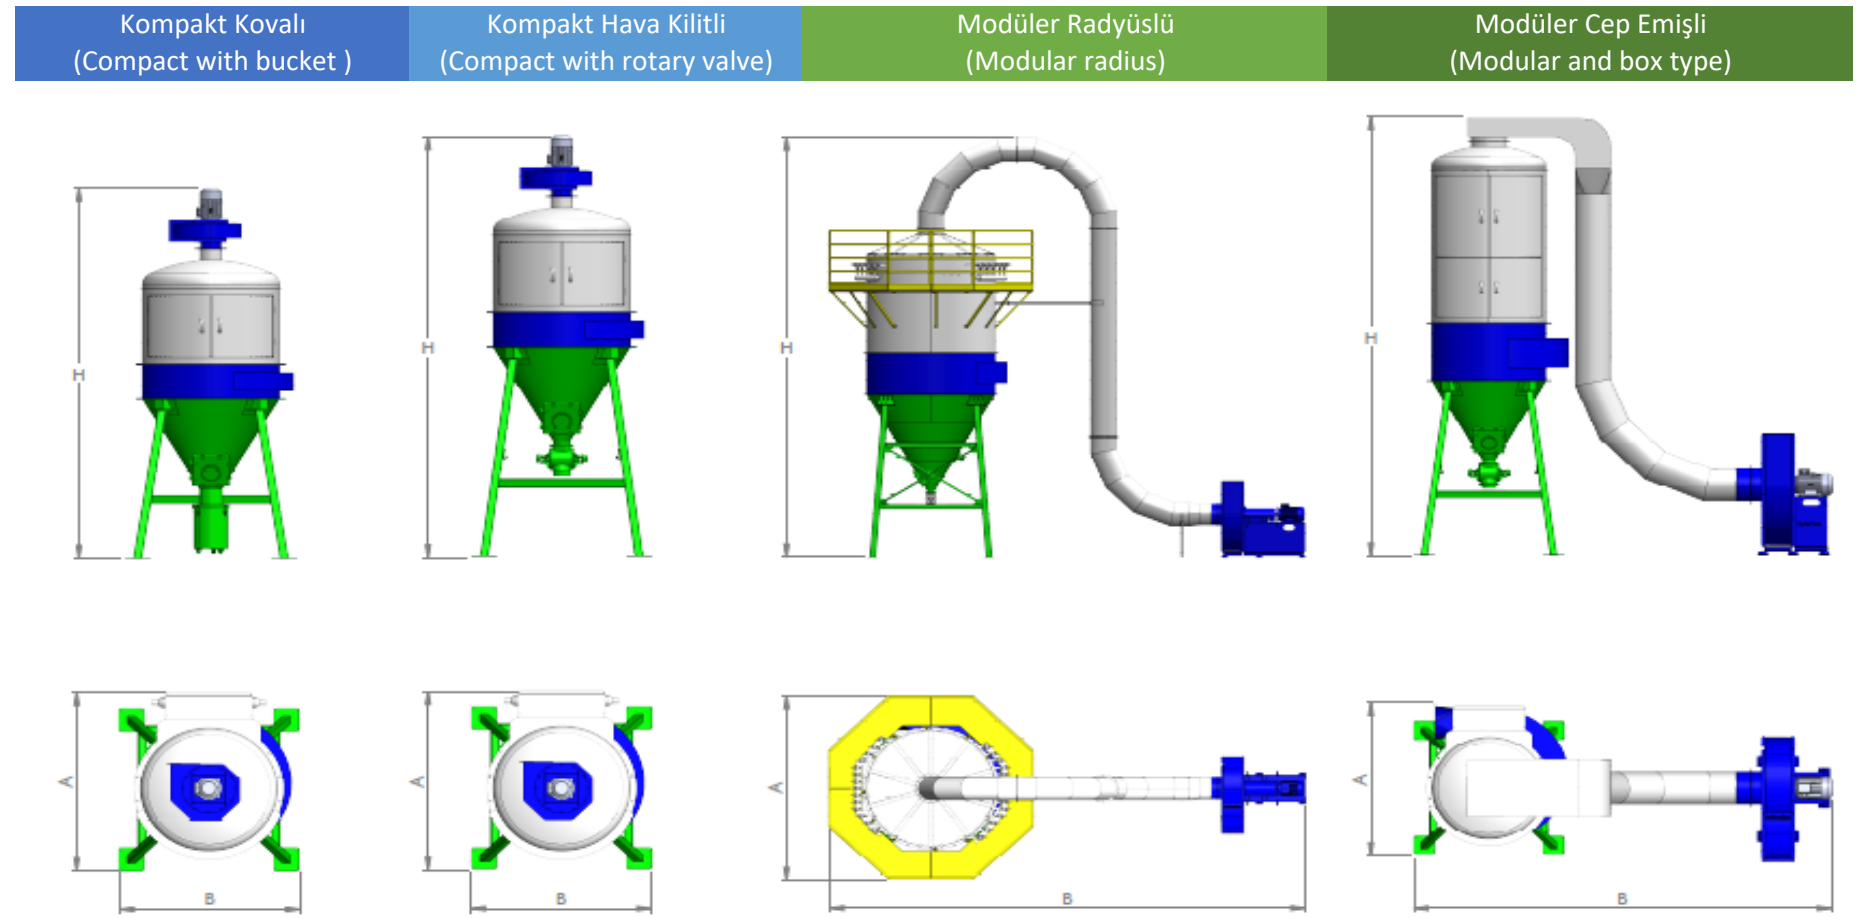 Kompakt Kovalı
(Compact with bucket )
Kompakt Hava Kilitli
(Compact with rotary valve)
Modüler Radyüslü
(Modular radius)
Modüler Cep Emişli
(Modular and box type)
H
H
H
H
A
A
A
A
B
B
B
B